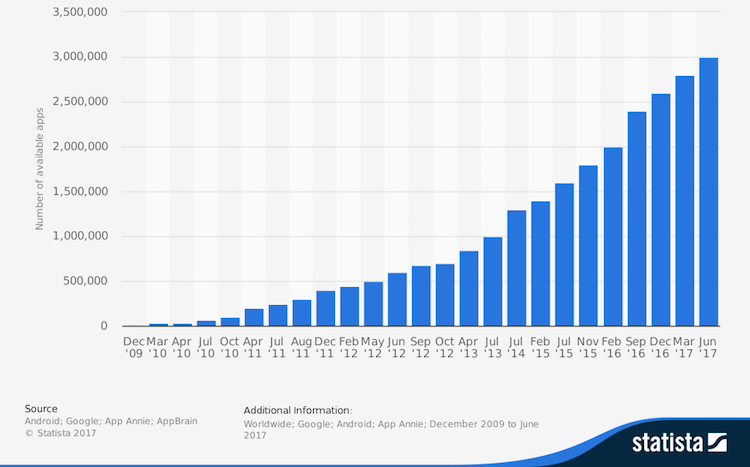 3,500,000
3,000,000
2,500,000
2,000,000
1,500,000
1,000,000
500,000
0
Number of available apps
Dec Mar Apr Jul Oct Apr Jul Aug Dec Feb May Jun Sep Oct Apr Jul Jul Feb Jul Nov Feb Sep Dec Mar Jun
'09 '10 '10 '10 '10 '11 '11 '11 '11 '12 '12 '12 '12 '12 '13 '13 '14 '15 '15 '15 '16 '16 '16 '17 '17
Source
Android; Google; App Annie; AppBrain
© Statista 2017
Additional Information:
Worldwide; Google; Android; App Annie; December 2009 to June
2017
statista